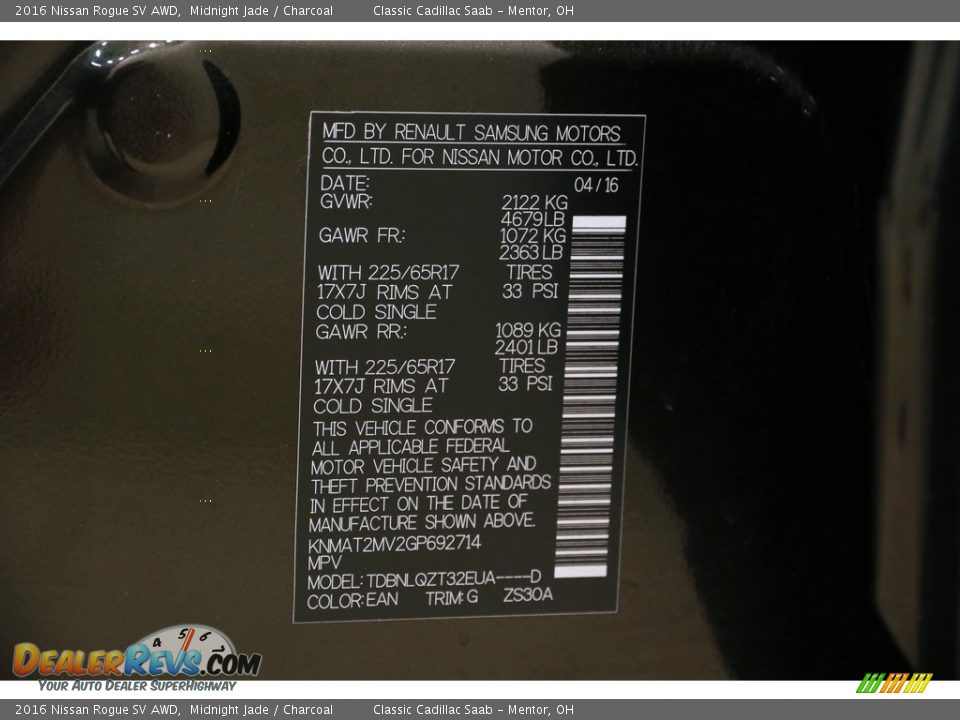 2016 Nissan Rogue SV AWD, Midnight Jade / Charcoal Classic Cadillac Saab - Mentor, OH
MFD BY RENAULT SAMSUNG MOTORS
CO., LTD. FOR NISSAN MOTOR CO., LTD.
DATE: 04/16
GVWR: 2122 KG
4679 LB
GAWR FR.: 1072 KG
2363 LB
WITH 225/65R17 TIRES
17X7J RIMS AT 33 PSI
COLD SINGLE
GAWR RR.: 1089 KG
2401 LB
WITH 225/65R17 TIRES
17X7J RIMS AT 33 PSI
COLD SINGLE
THIS VEHICLE CONFORMS TO
ALL APPLICABLE FEDERAL
MOTOR VEHICLE SAFETY AND
THEFT PREVENTION STANDARDS
IN EFFECT ON THE DATE OF
MANUFACTURE SHOWN ABOVE.
KNMAT2MV2GP692714
MPV
MODEL: TDBNLQZT32EUA----D
COLOR: EAN TRIM: G ZS30A
4 5 6
DEALERREVS.COM
YOUR AUTO DEALER SUPERHIGHWAY
2016 Nissan Rogue SV AWD, Midnight Jade / Charcoal Classic Cadillac Saab - Mentor, OH